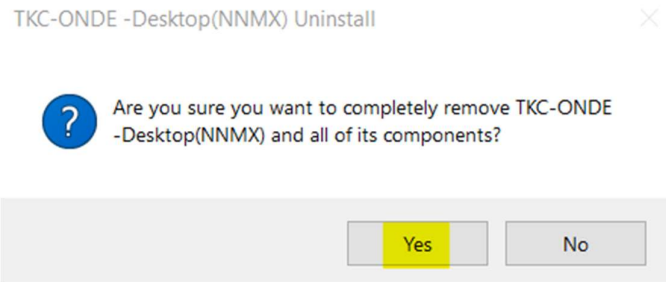 TKC-ONDE -Desktop(NNMX) Uninstall
?
Are you sure you want to completely remove TKC-ONDE
-Desktop(NNMX) and all of its components?
Yes
No